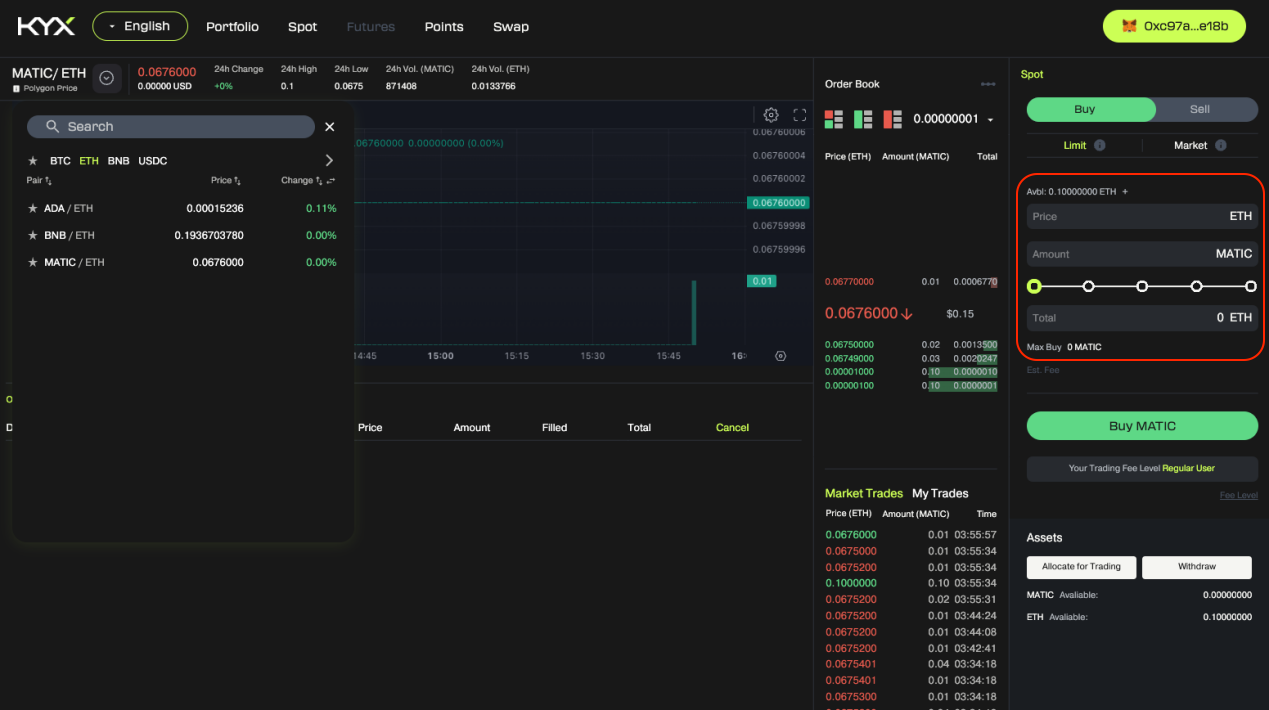 KYX English Portfolio Spot Futures Points Swap 0xc97a...e18b
MATIC/ ETH
Polygon Price
0.0676000
0.00000 USD
24h Change
+0%
24h High
0.1
24h Low
0.0675
24h Vol. (MATIC)
871408
24h Vol. (ETH)
0.0133766
Search
BTC ETH BNB USDC
Pair Price Change
ADA / ETH 0.00015236 0.11%
BNB / ETH 0.1936703780 0.00%
MATIC / ETH 0.0676000 0.00%
.06760000 0.00000000 (0.00%)
0.06760006
0.06760004
0.06760002
0.06760000
0.06759998
0.06759996
0.01
14:45 15:00 15:15 15:30 15:45 16:
Price Amount Filled Total Cancel
Order Book
0.00000001
Price (ETH) Amount (MATIC) Total
0.06770000 0.01 0.0006770
0.0676000 $0.15
0.06750000 0.02 0.0013500
0.06749000 0.03 0.0020247
0.00001000 0.10 0.0000010
0.00000100 0.10 0.0000001
Market Trades My Trades
Price (ETH) Amount (MATIC) Time
0.0676000 0.01 03:55:57
0.0675000 0.01 03:55:34
0.0675200 0.01 03:55:34
0.1000000 0.10 03:55:34
0.0675200 0.02 03:55:31
0.0675200 0.01 03:44:24
0.0675200 0.01 03:44:08
0.0675200 0.01 03:42:41
0.0675401 0.04 03:34:18
0.0675401 0.01 03:34:18
0.0675300 0.01 03:34:18
Spot
Buy Sell
Limit Market
Avbl: 0.10000000 ETH +
Price ETH
Amount MATIC
Total 0 ETH
Max Buy 0 MATIC
Est. Fee
Buy MATIC
Your Trading Fee Level Regular User
Fee Level
Assets
Allocate for Trading Withdraw
MATIC Avaliable: 0.00000000
ETH Avaliable: 0.10000000